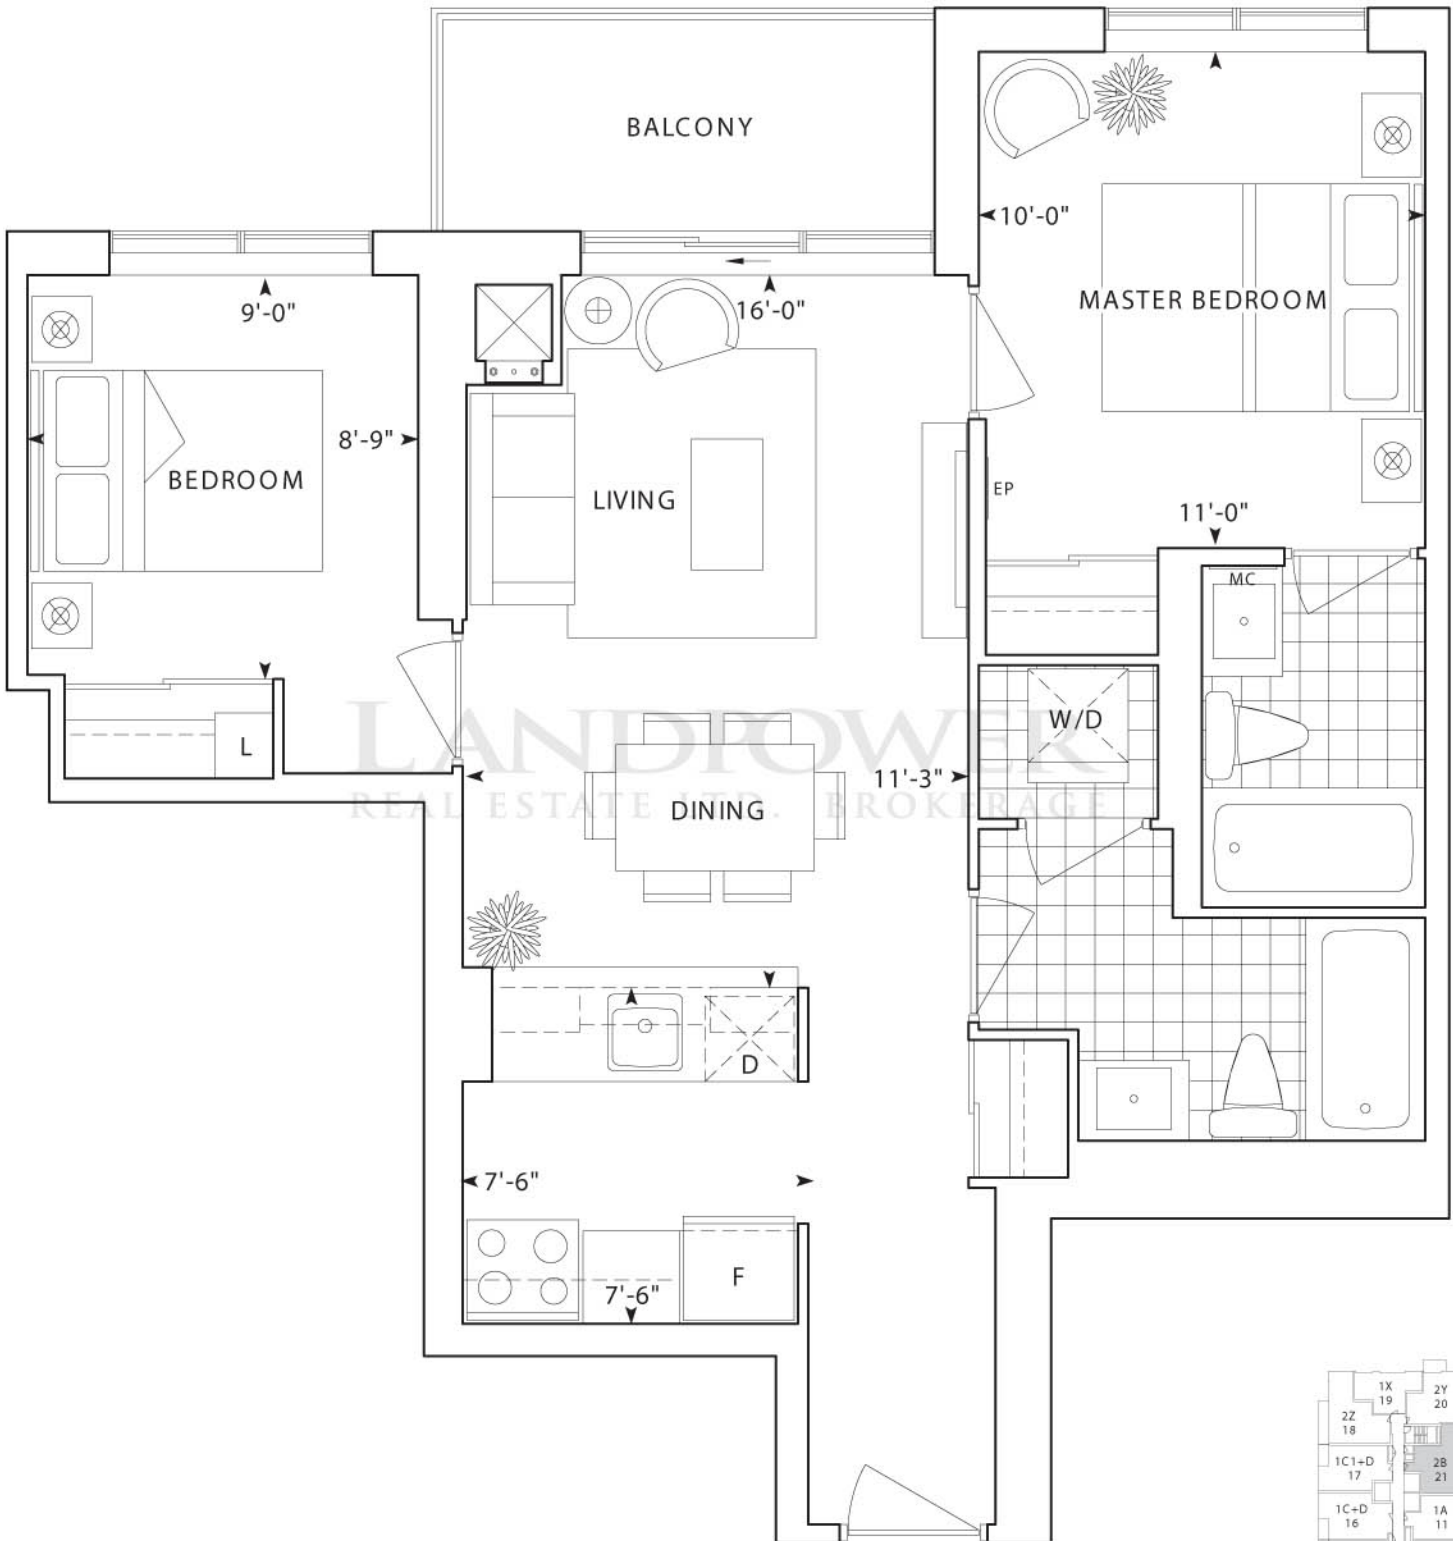 BALCONY
10'-0"
MASTER BEDROOM
9'-0"
16'-0"
8'-9"
BEDROOM
LIVING
EP
11'-0"
MC
L
W/D
LANDPOWER
REAL ESTATE LTD. BROKERAGE
11'-3"
DINING
D
7'-6"
F
7'-6"
1X
19
2Y
20
2Z
18
1C1+D
17
2B
21
1C+D
16
1A
11